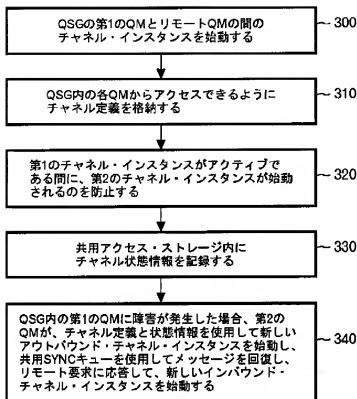 QSGの第1のQMとリモートQMの間の
チャネル・インスタンスを始動する
300
QSG内の各QMからアクセスできるように
チャネル定義を格納する
310
第1のチャネル・インスタンスがアクティブで
ある間に、第2のチャネル・インスタンスが始動
されるのを防止する
320
共用アクセス・ストレージ内に
チャネル状態情報を記録する
330
QSG内の第1のQMに障害が発生した場合、第2の
QMが、チャネル定義と状態情報を使用して新しい
アウトバウンド・チャネル・インスタンスを始動し、
共用SYNCキューを使用してメッセージを回復し、
リモート要求に応答して、新しいインバウンド・
チャネル・インスタンスを始動する
340